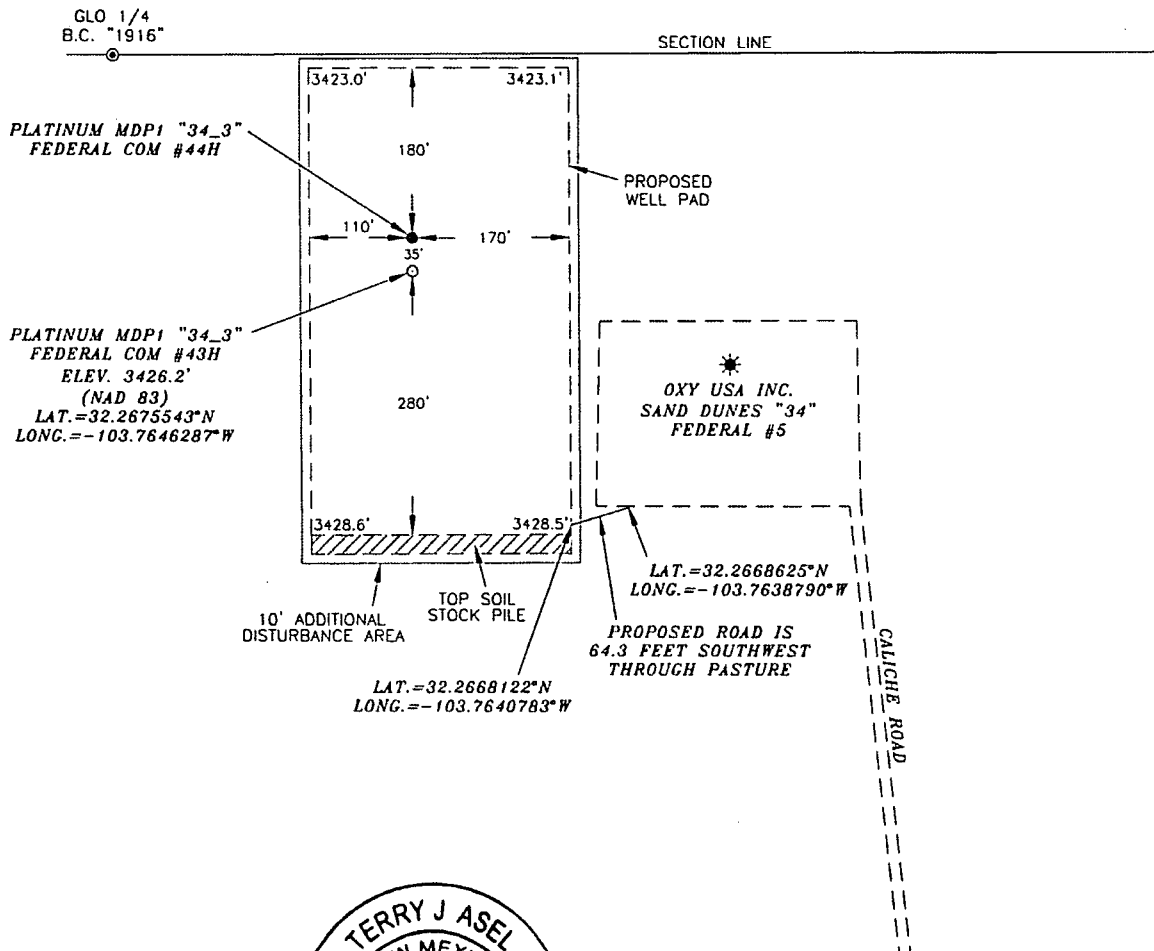 GLO 1/4
B.C. "1916"
SECTION LINE
3423.0'
3423.1'
PLATINUM MDP1 "34_3"
FEDERAL COM #44H
180'
PROPOSED
WELL PAD
110'
170'
35'
PLATINUM MDP1 "34_3"
FEDERAL COM #43H
ELEV. 3426.2'
(NAD 83)
LAT.=32.2675543°N
LONG.=-103.7646287°W
280'
OXY USA INC.
SAND DUNES "34"
FEDERAL #5
3428.6'
3428.5'
LAT.=32.2668625°N
LONG.=-103.7638790°W
10' ADDITIONAL
DISTURBANCE AREA
TOP SOIL
STOCK PILE
PROPOSED ROAD IS
64.3 FEET SOUTHWEST
THROUGH PASTURE
LAT.=32.2668122°N
LONG.=-103.7640783°W
CALICHE ROAD
TERRY J ASEL